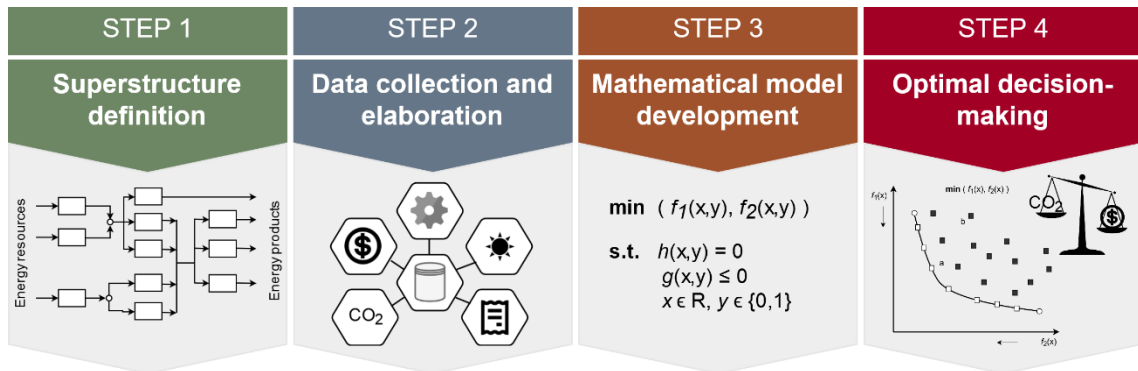 STEP 1
Superstructure
definition
Energy resources
Energy products
STEP 2
Data collection and
elaboration
$
CO2
STEP 3
Mathematical model
development
min ( f1(x,y), f2(x,y) )
s.t. h(x,y) = 0
g(x,y) ≤ 0
x ∈ R, y ∈ {0,1}
STEP 4
Optimal decision-
making
min ( f1(x), f2(x) )
CO2
$
f1(x)
b
a
f2(x)